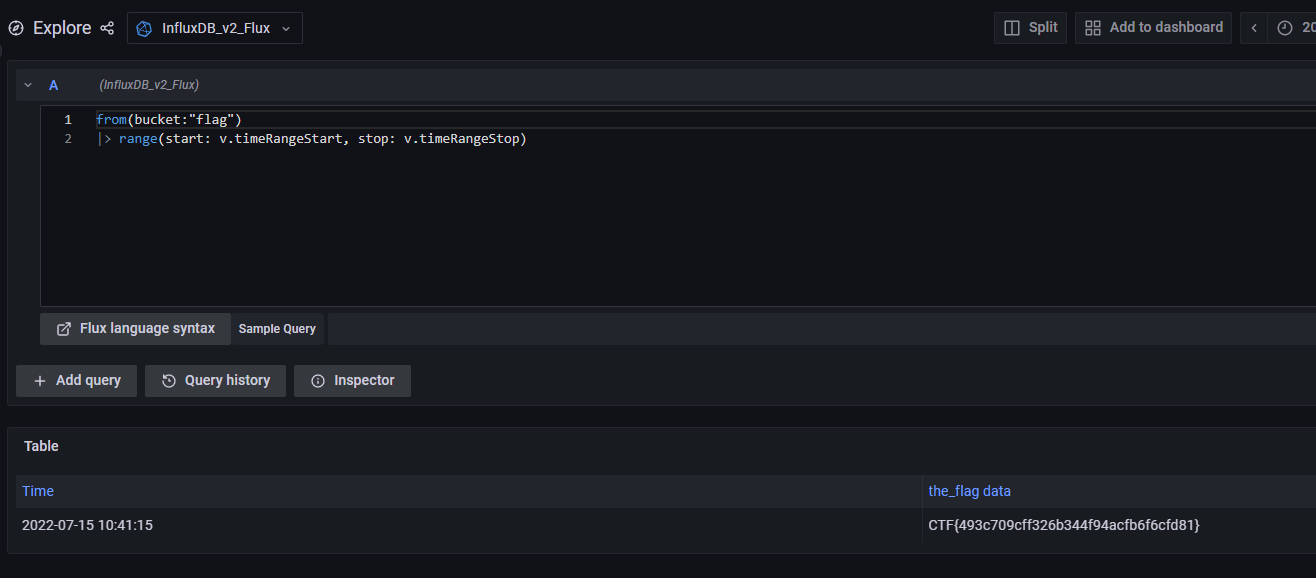 Explore InfluxDB_v2_Flux Split Add to dashboard 20
A (InfluxDB_v2_Flux)
1 from(bucket:"flag")
2 |> range(start: v.timeRangeStart, stop: v.timeRangeStop)
Flux language syntax Sample Query
+ Add query Query history Inspector
Table
Time the_flag data
2022-07-15 10:41:15 CTF{493c709cff326b344f94acfb6f6cfd81}